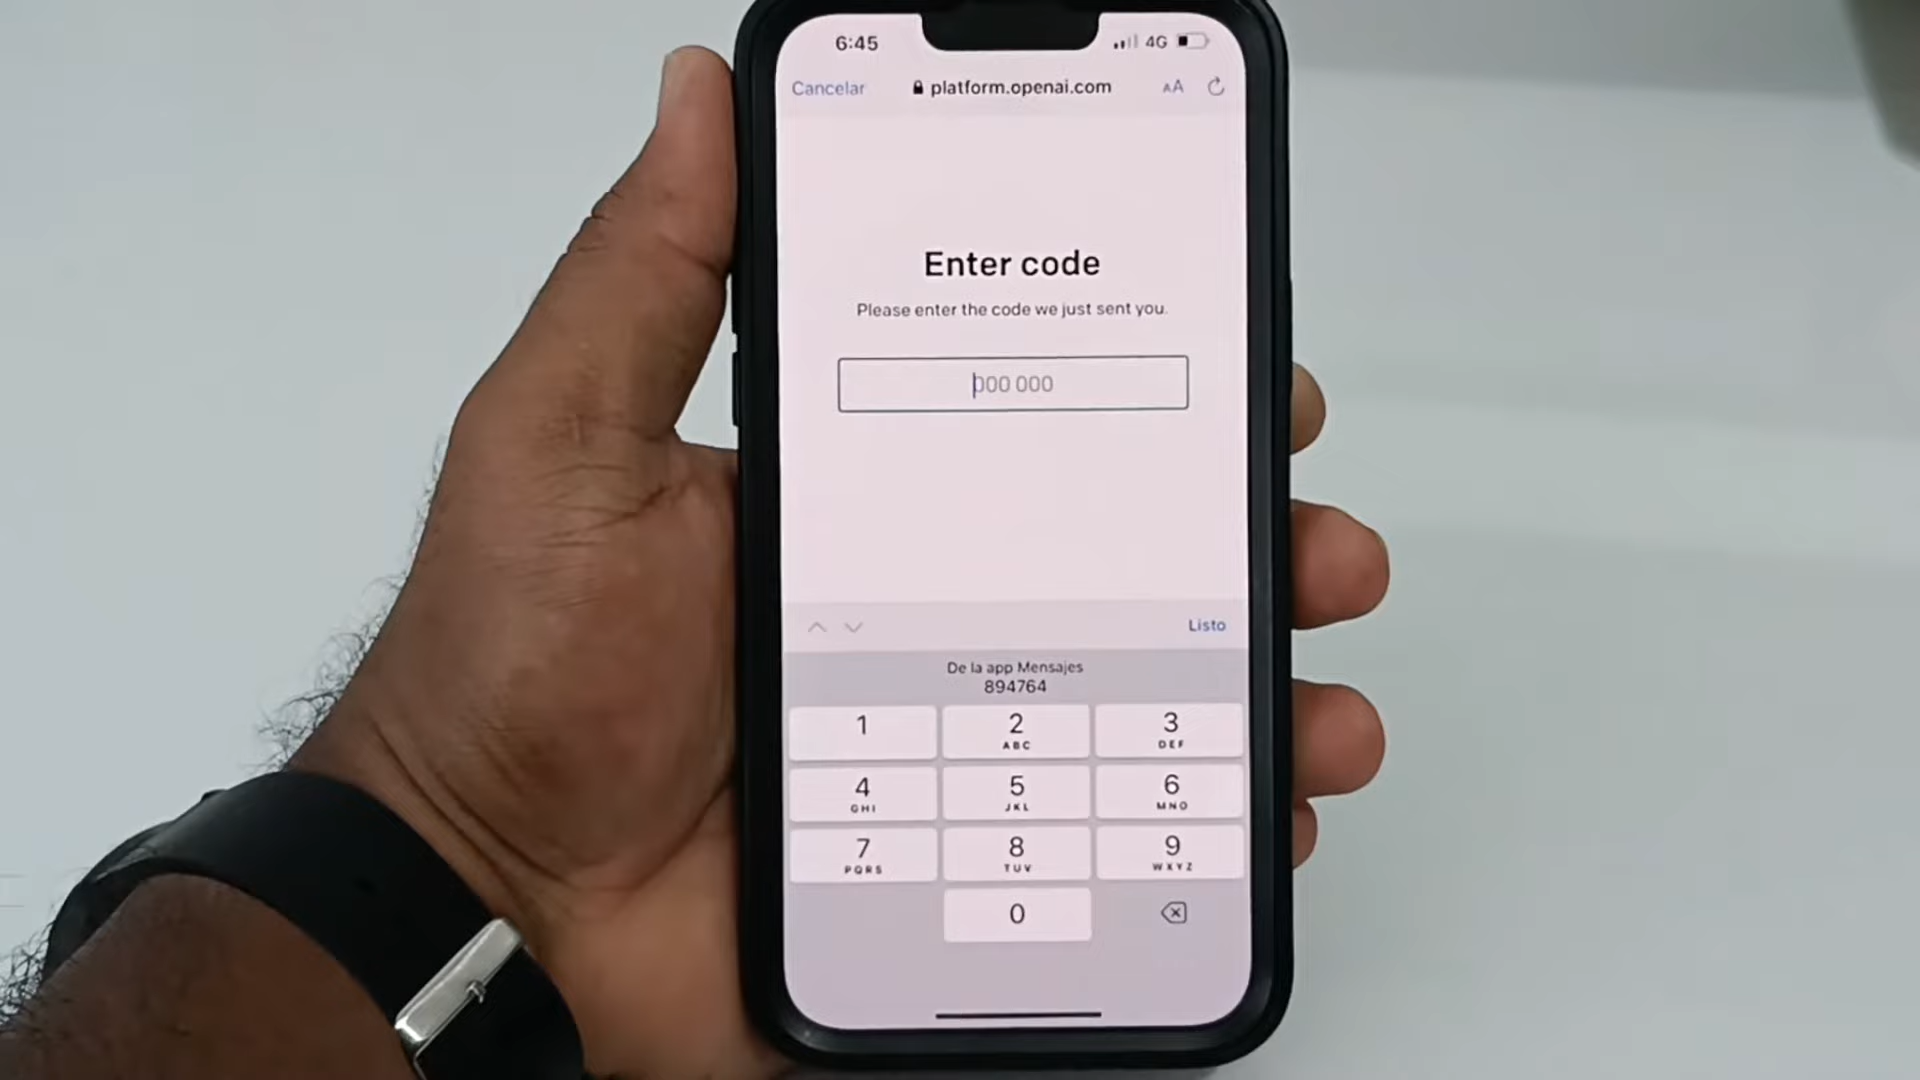 6:45 4G
Cancelar platform.openai.com AA
Enter code
Please enter the code we just sent you.
000 000
Listo
De la app Mensajes
894764
1 2 3
ABC DEF
4 5 6
GHI JKL MNO
7 8 9
PQRS TUV WXYZ
0